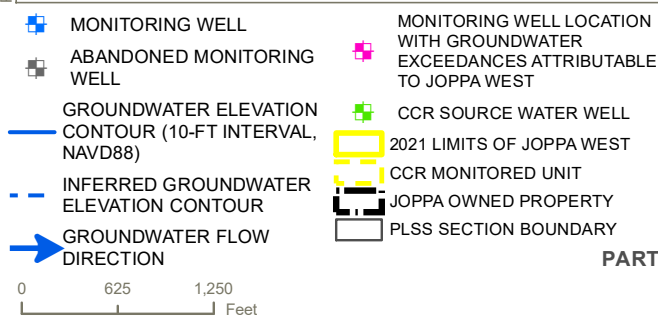 MONITORING WELL
ABANDONED MONITORING
WELL
GROUNDWATER ELEVATION
CONTOUR (10-FT INTERVAL,
NAVD88)
INFERRED GROUNDWATER
ELEVATION CONTOUR
GROUNDWATER FLOW
DIRECTION
MONITORING WELL LOCATION
WITH GROUNDWATER
EXCEEDANCES ATTRIBUTABLE
TO JOPPA WEST
CCR SOURCE WATER WELL
2021 LIMITS OF JOPPA WEST
CCR MONITORED UNIT
JOPPA OWNED PROPERTY
PLSS SECTION BOUNDARY
PART
0 625 1,250
Feet